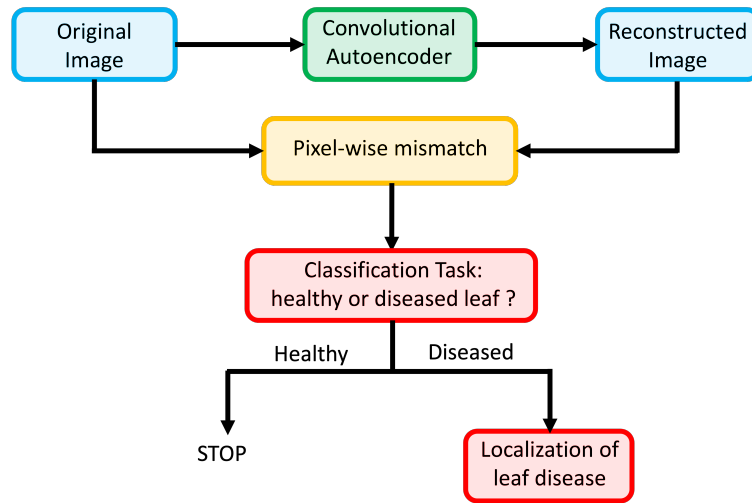 Original
Image
Convolutional
Autoencoder
Reconstructed
Image
Pixel-wise mismatch
Classification Task:
healthy or diseased leaf ?
Healthy
Diseased
STOP
Localization of
leaf disease